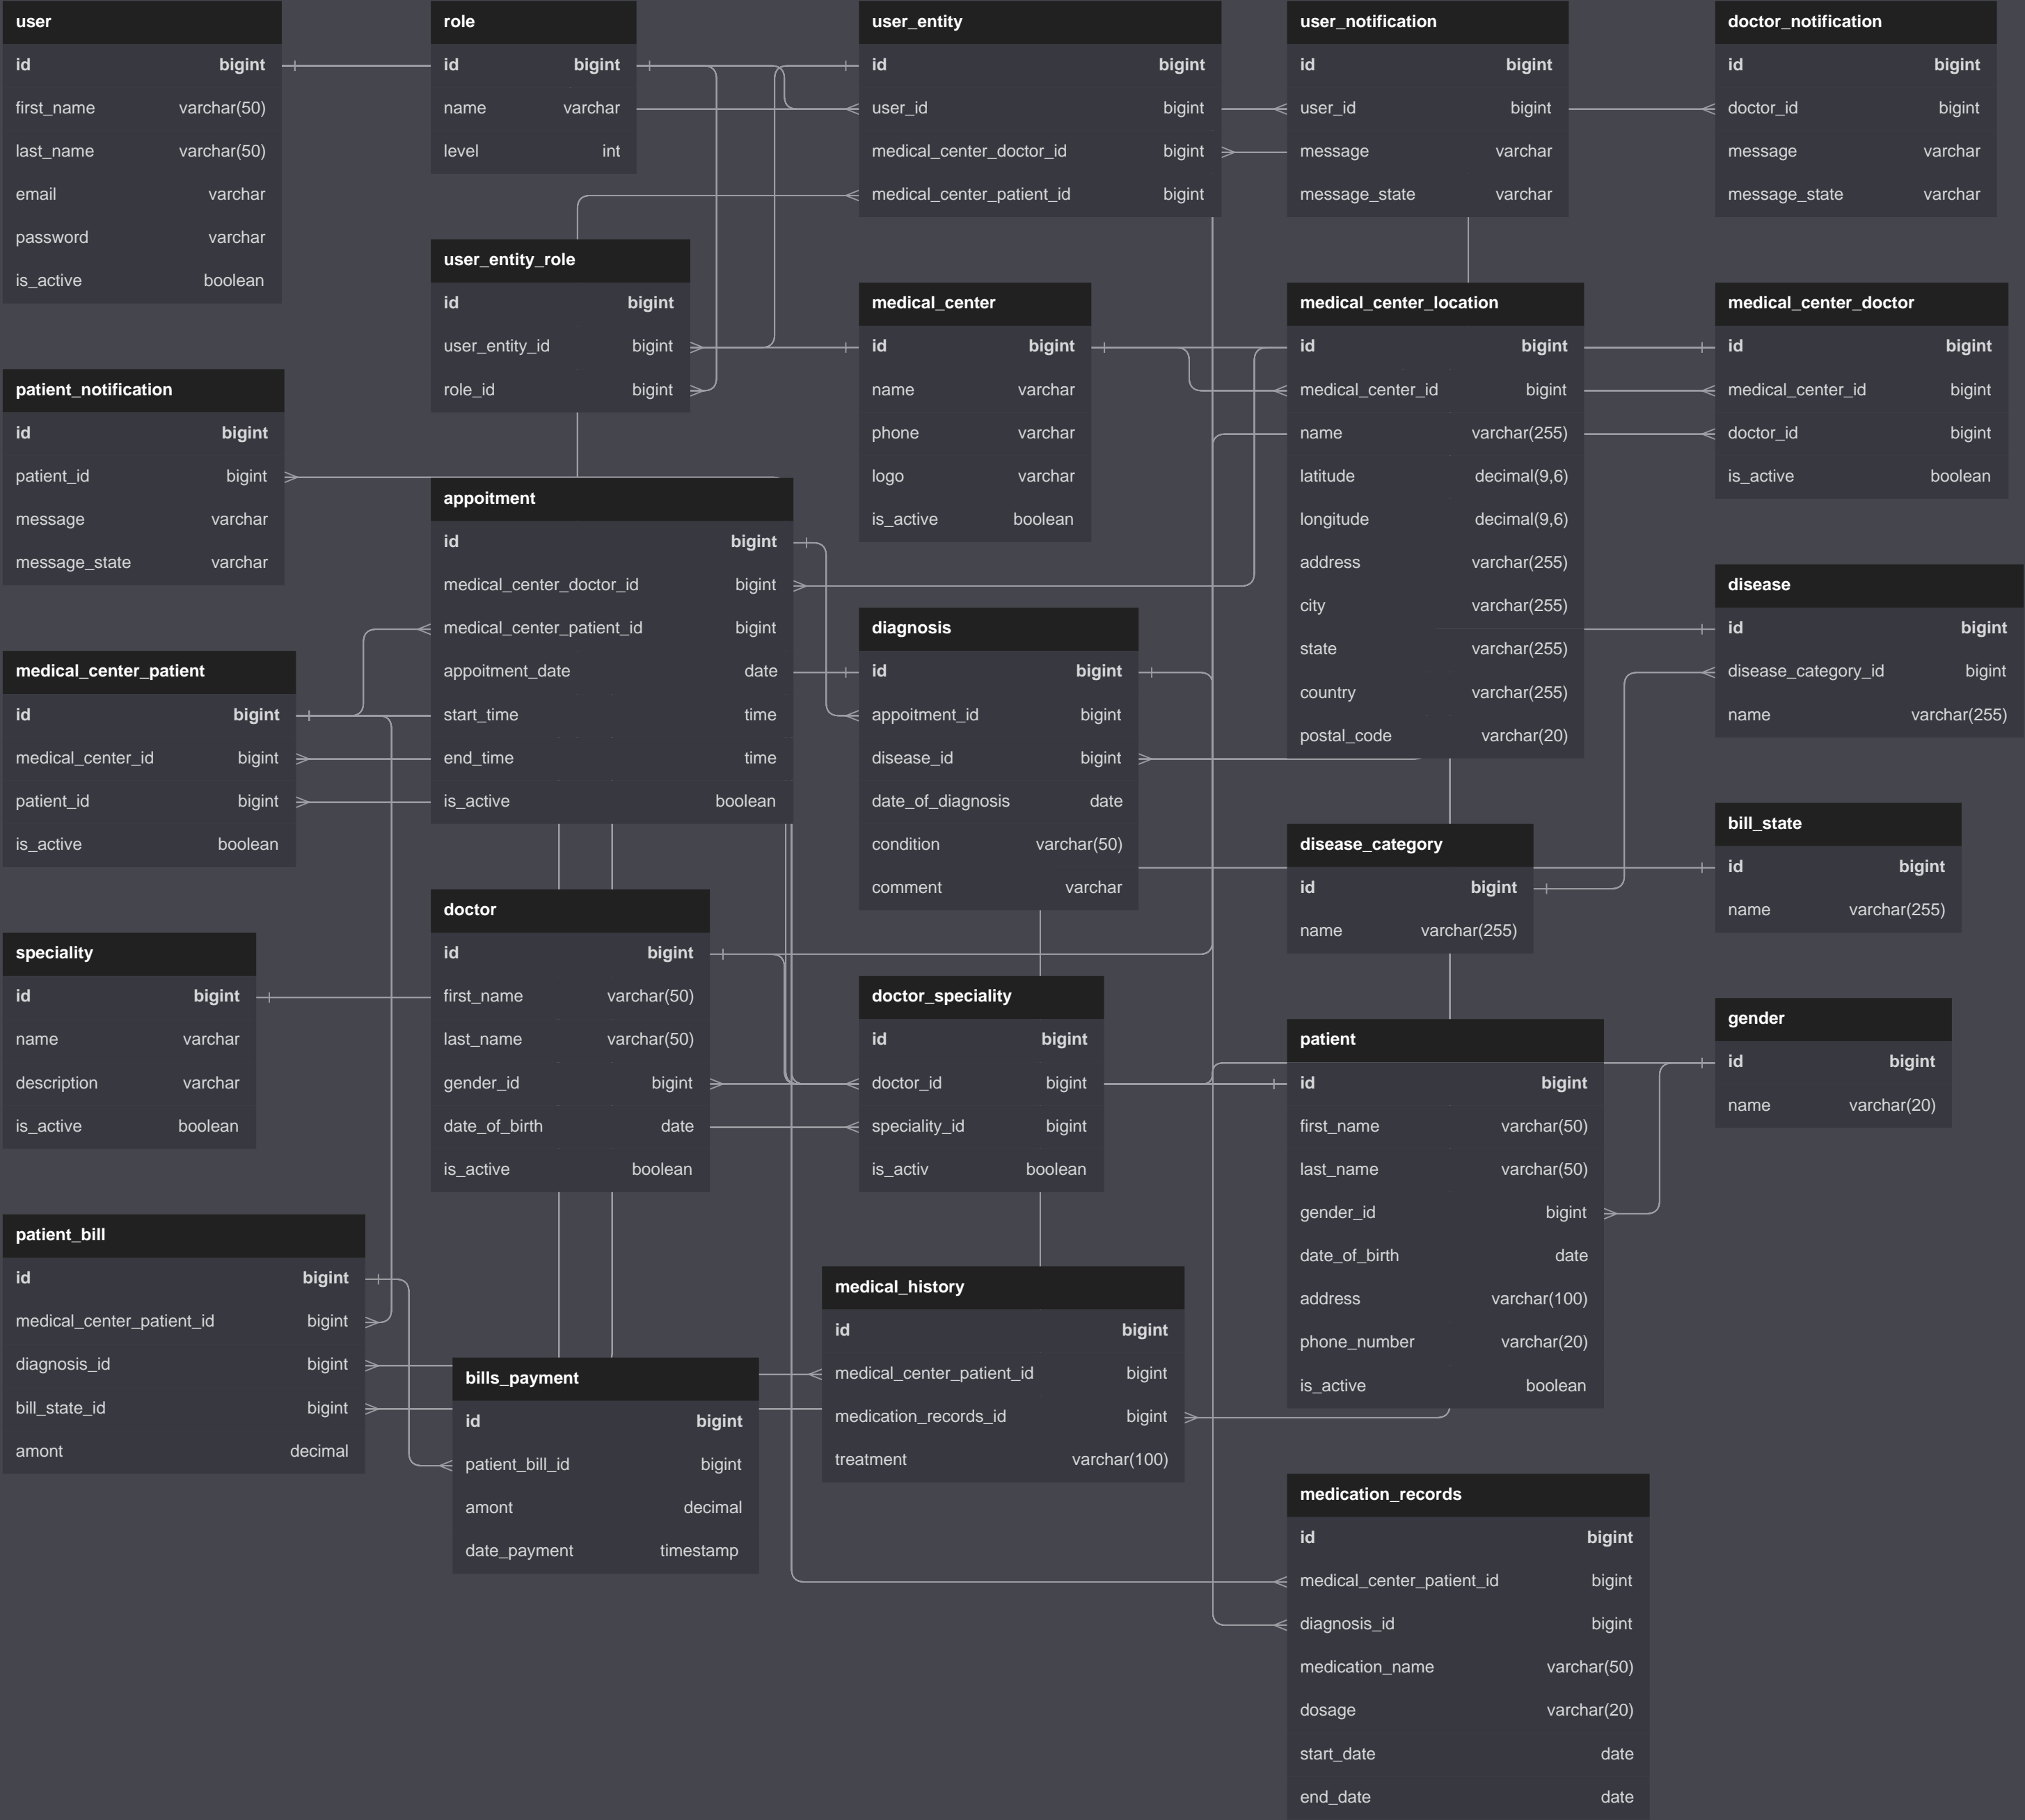 user
id bigint
first_name varchar(50)
last_name varchar(50)
email varchar
password varchar
is_active boolean
role
id bigint
name varchar
level int
user_entity
id bigint
user_id bigint
medical_center_doctor_id bigint
medical_center_patient_id bigint
user_notification
id bigint
user_id bigint
message varchar
message_state varchar
doctor_notification
id bigint
doctor_id bigint
message varchar
message_state varchar
user_entity_role
id bigint
user_entity_id bigint
role_id bigint
medical_center
id bigint
name varchar
phone varchar
logo varchar
is_active boolean
medical_center_location
id bigint
medical_center_id bigint
name varchar(255)
latitude decimal(9,6)
longitude decimal(9,6)
address varchar(255)
city varchar(255)
state varchar(255)
country varchar(255)
postal_code varchar(20)
medical_center_doctor
id bigint
medical_center_id bigint
doctor_id bigint
is_active boolean
patient_notification
id bigint
patient_id bigint
message varchar
message_state varchar
appoitment
id bigint
medical_center_doctor_id bigint
medical_center_patient_id bigint
appoitment_date date
start_time time
end_time time
is_active boolean
diagnosis
id bigint
appoitment_id bigint
disease_id bigint
date_of_diagnosis date
condition varchar(50)
comment varchar
disease
id bigint
disease_category_id bigint
name varchar(255)
medical_center_patient
id bigint
medical_center_id bigint
patient_id bigint
is_active boolean
disease_category
id bigint
name varchar(255)
bill_state
id bigint
name varchar(255)
doctor
id bigint
first_name varchar(50)
last_name varchar(50)
gender_id bigint
date_of_birth date
is_active boolean
speciality
id bigint
name varchar
description varchar
is_active boolean
doctor_speciality
id bigint
doctor_id bigint
speciality_id bigint
is_activ boolean
patient
id bigint
first_name varchar(50)
last_name varchar(50)
gender_id bigint
date_of_birth date
address varchar(100)
phone_number varchar(20)
is_active boolean
gender
id bigint
name varchar(20)
patient_bill
id bigint
medical_center_patient_id bigint
diagnosis_id bigint
bill_state_id bigint
amont decimal
bills_payment
id bigint
patient_bill_id bigint
amont decimal
date_payment timestamp
medical_history
id bigint
medical_center_patient_id bigint
medication_records_id bigint
treatment varchar(100)
medication_records
id bigint
medical_center_patient_id bigint
diagnosis_id bigint
medication_name varchar(50)
dosage varchar(20)
start_date date
end_date date